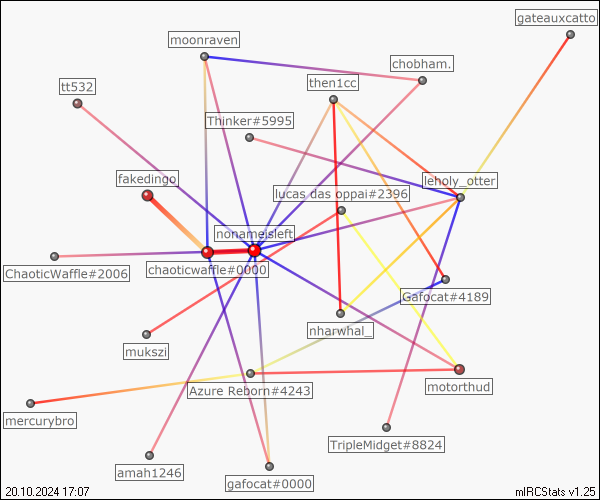 gateauxcatto
moonraven
chobham.
tt532
then1cc
Thinker#5995
fakedingo
leholy_otter
lucas das oppai#2396
nonameisleft
chaoticwaffle#0000
ChaoticWaffle#2006
Gafocat#4189
nharwhal_
mukszi
Azure Reborn#4243
motorthud
mercurybro
TripleMidget#8824
amah1246
gafocat#0000
20.10.2024 17:07
mIRCStats v1.25